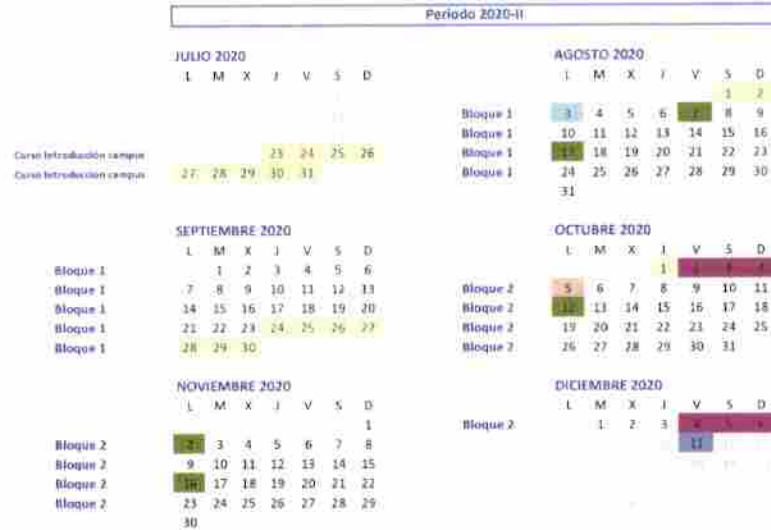 Periodo 2020-II
JULIO 2020
L M X J V S D
Curso Introducción campus 23 24 25 26
Curso Introducción campus 27 28 29 30 31
AGOSTO 2020
L M X J V S D
1 2
Bloque 1 3 4 5 6 7 8 9
Bloque 1 10 11 12 13 14 15 16
Bloque 1 17 18 19 20 21 22 23
Bloque 1 24 25 26 27 28 29 30
31
SEPTIEMBRE 2020
L M X J V S D
Bloque 1 1 2 3 4 5 6
Bloque 1 7 8 9 10 11 12 13
Bloque 1 14 15 16 17 18 19 20
Bloque 1 21 22 23 24 25 26 27
Bloque 1 28 29 30
OCTUBRE 2020
L M X J V S D
1 2 3 4
Bloque 2 5 6 7 8 9 10 11
Bloque 2 12 13 14 15 16 17 18
Bloque 2 19 20 21 22 23 24 25
Bloque 2 26 27 28 29 30 31
NOVIEMBRE 2020
L M X J V S D
1
Bloque 2 2 3 4 5 6 7 8
Bloque 2 9 10 11 12 13 14 15
Bloque 2 16 17 18 19 20 21 22
Bloque 2 23 24 25 26 27 28 29
30
DICIEMBRE 2020
L M X J V S D
Bloque 2 1 2 3 4 5 6
11